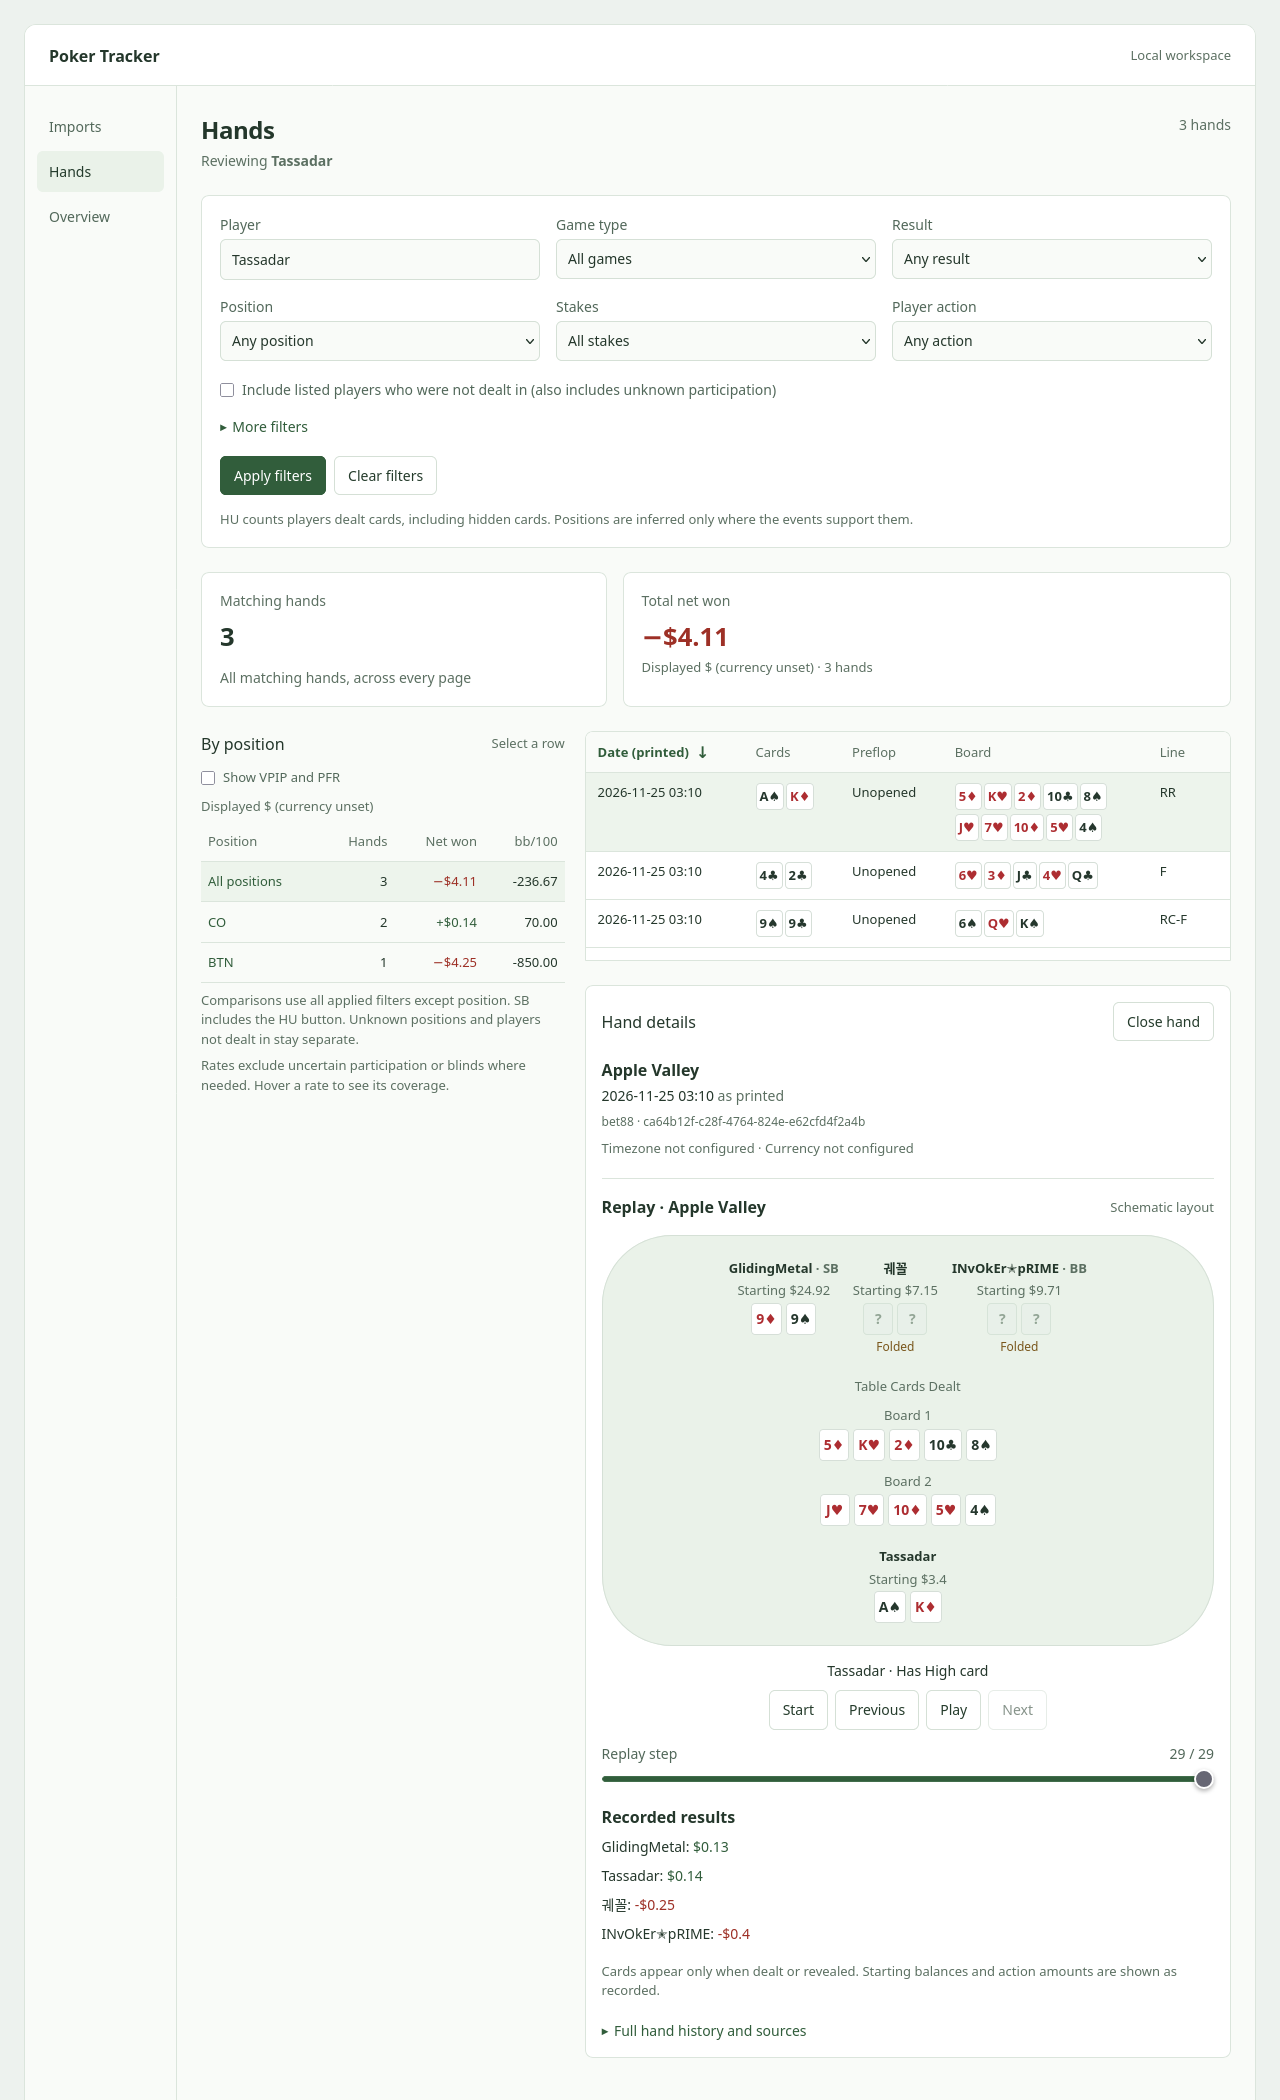 Poker Tracker
Local workspace
Imports
Hands
Overview
Hands
3 hands
Reviewing Tassadar
Player
Game type
Result
Tassadar
All games
Any result
Position
Stakes
Player action
Any position
All stakes
Any action
Include listed players who were not dealt in (also includes unknown participation)
▸ More filters
Apply filters
Clear filters
HU counts players dealt cards, including hidden cards. Positions are inferred only where the events support them.
Matching hands
3
All matching hands, across every page
Total net won
−$4.11
Displayed $ (currency unset) · 3 hands
By position
Select a row
Show VPIP and PFR
Displayed $ (currency unset)
Position Hands Net won bb/100
All positions 3 −$4.11 -236.67
CO 2 +$0.14 70.00
BTN 1 −$4.25 -850.00
Comparisons use all applied filters except position. SB
includes the HU button. Unknown positions and players
not dealt in stay separate.
Rates exclude uncertain participation or blinds where
needed. Hover a rate to see its coverage.
Date (printed) ↓ Cards Preflop Board Line
2026-11-25 03:10 A♠ K♦ Unopened 5♦ K♥ 2♦ 10♣ 8♠ RR
J♥ 7♥ 10♦ 5♥ 4♠
2026-11-25 03:10 4♣ 2♣ Unopened 6♥ 3♦ J♣ 4♥ Q♣ F
2026-11-25 03:10 9♠ 9♣ Unopened 6♠ Q♥ K♠ RC-F
Hand details
Close hand
Apple Valley
2026-11-25 03:10 as printed
bet88 · ca64b12f-c28f-4764-824e-e62cfd4f2a4b
Timezone not configured · Currency not configured
Replay · Apple Valley
Schematic layout
GlidingMetal · SB 궤꼴 INvOkEr★pRIME · BB
Starting $24.92 Starting $7.15 Starting $9.71
9♦ 9♠ ? ? ? ?
Folded Folded
Table Cards Dealt
Board 1
5♦ K♥ 2♦ 10♣ 8♠
Board 2
J♥ 7♥ 10♦ 5♥ 4♠
Tassadar
Starting $3.4
A♠ K♦
Tassadar · Has High card
Start
Previous
Play
Next
Replay step
29 / 29
Recorded results
GlidingMetal: $0.13
Tassadar: $0.14
궤꼴: -$0.25
INvOkEr★pRIME: -$0.4
Cards appear only when dealt or revealed. Starting balances and action amounts are shown as
recorded.
▸ Full hand history and sources